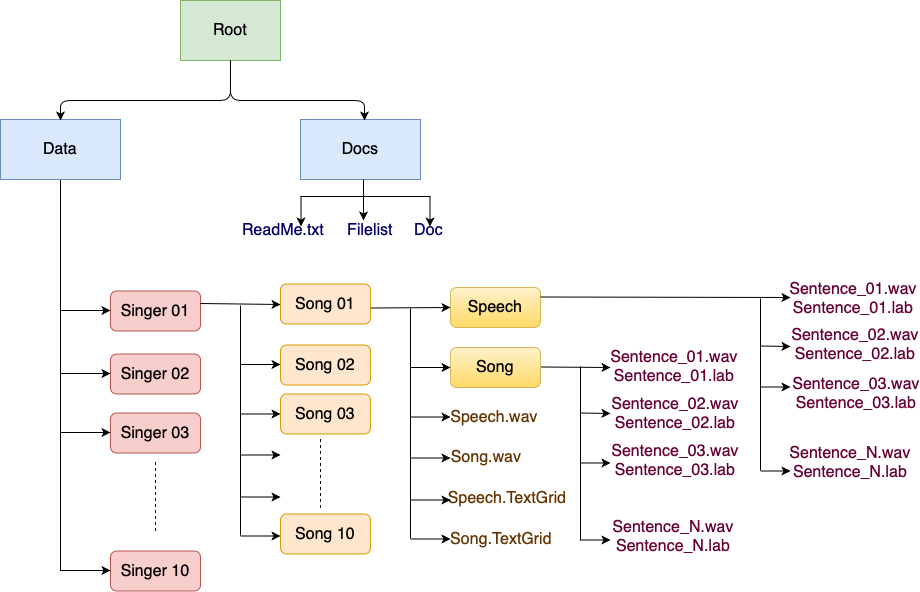 Root
Data
Docs
ReadMe.txt
Filelist
Doc
Singer 01
Singer 02
Singer 03
Singer 10
Song 01
Song 02
Song 03
Song 10
Speech
Song
Speech.wav
Song.wav
Speech.TextGrid
Song.TextGrid
Sentence_01.wav
Sentence_01.lab
Sentence_02.wav
Sentence_02.lab
Sentence_03.wav
Sentence_03.lab
Sentence_N.wav
Sentence_N.lab
Sentence_01.wav
Sentence_01.lab
Sentence_02.wav
Sentence_02.lab
Sentence_03.wav
Sentence_03.lab
Sentence_N.wav
Sentence_N.lab